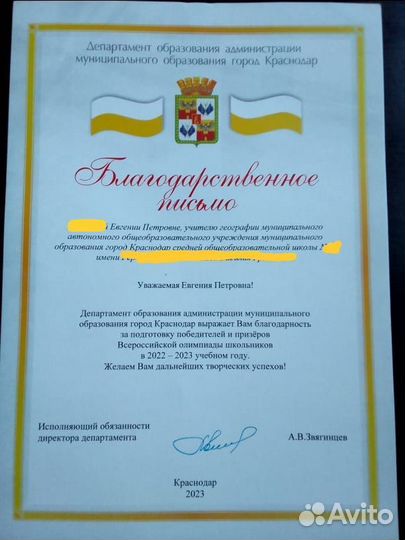 Департамент образования администрации
муниципального образования город Краснодар
Благодарственное
письмо
й Евгении Петровне, учителю географии муниципального
автономного общеобразовательного учреждения муниципального
образования город Краснодар средней общеобразовательной школы
имени
Уважаемая Евгения Петровна!
Департамент образования администрации муниципального
образования город Краснодар выражает Вам благодарность
за подготовку победителей и призёров
Всероссийской олимпиады школьников
в 2022 – 2023 учебном году.
Желаем Вам дальнейших творческих успехов!
Исполняющий обязанности
директора департамента
А.В.Звягинцев
Краснодар
2023
Avito